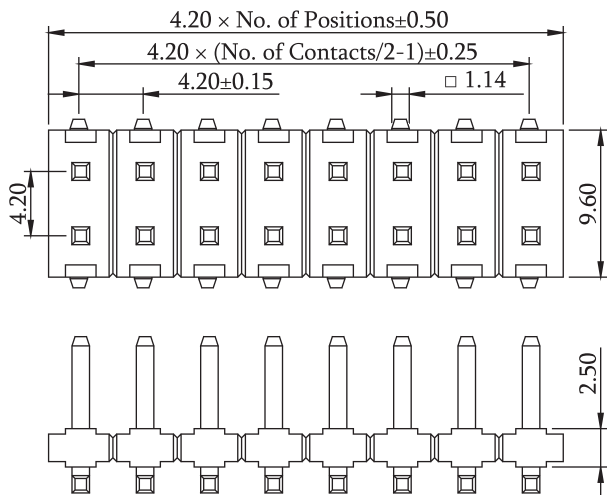 4.20 × No. of Positions±0.50
4.20 × (No. of Contacts/2-1)±0.25
4.20±0.15
□ 1.14
4.20
9.60
2.50